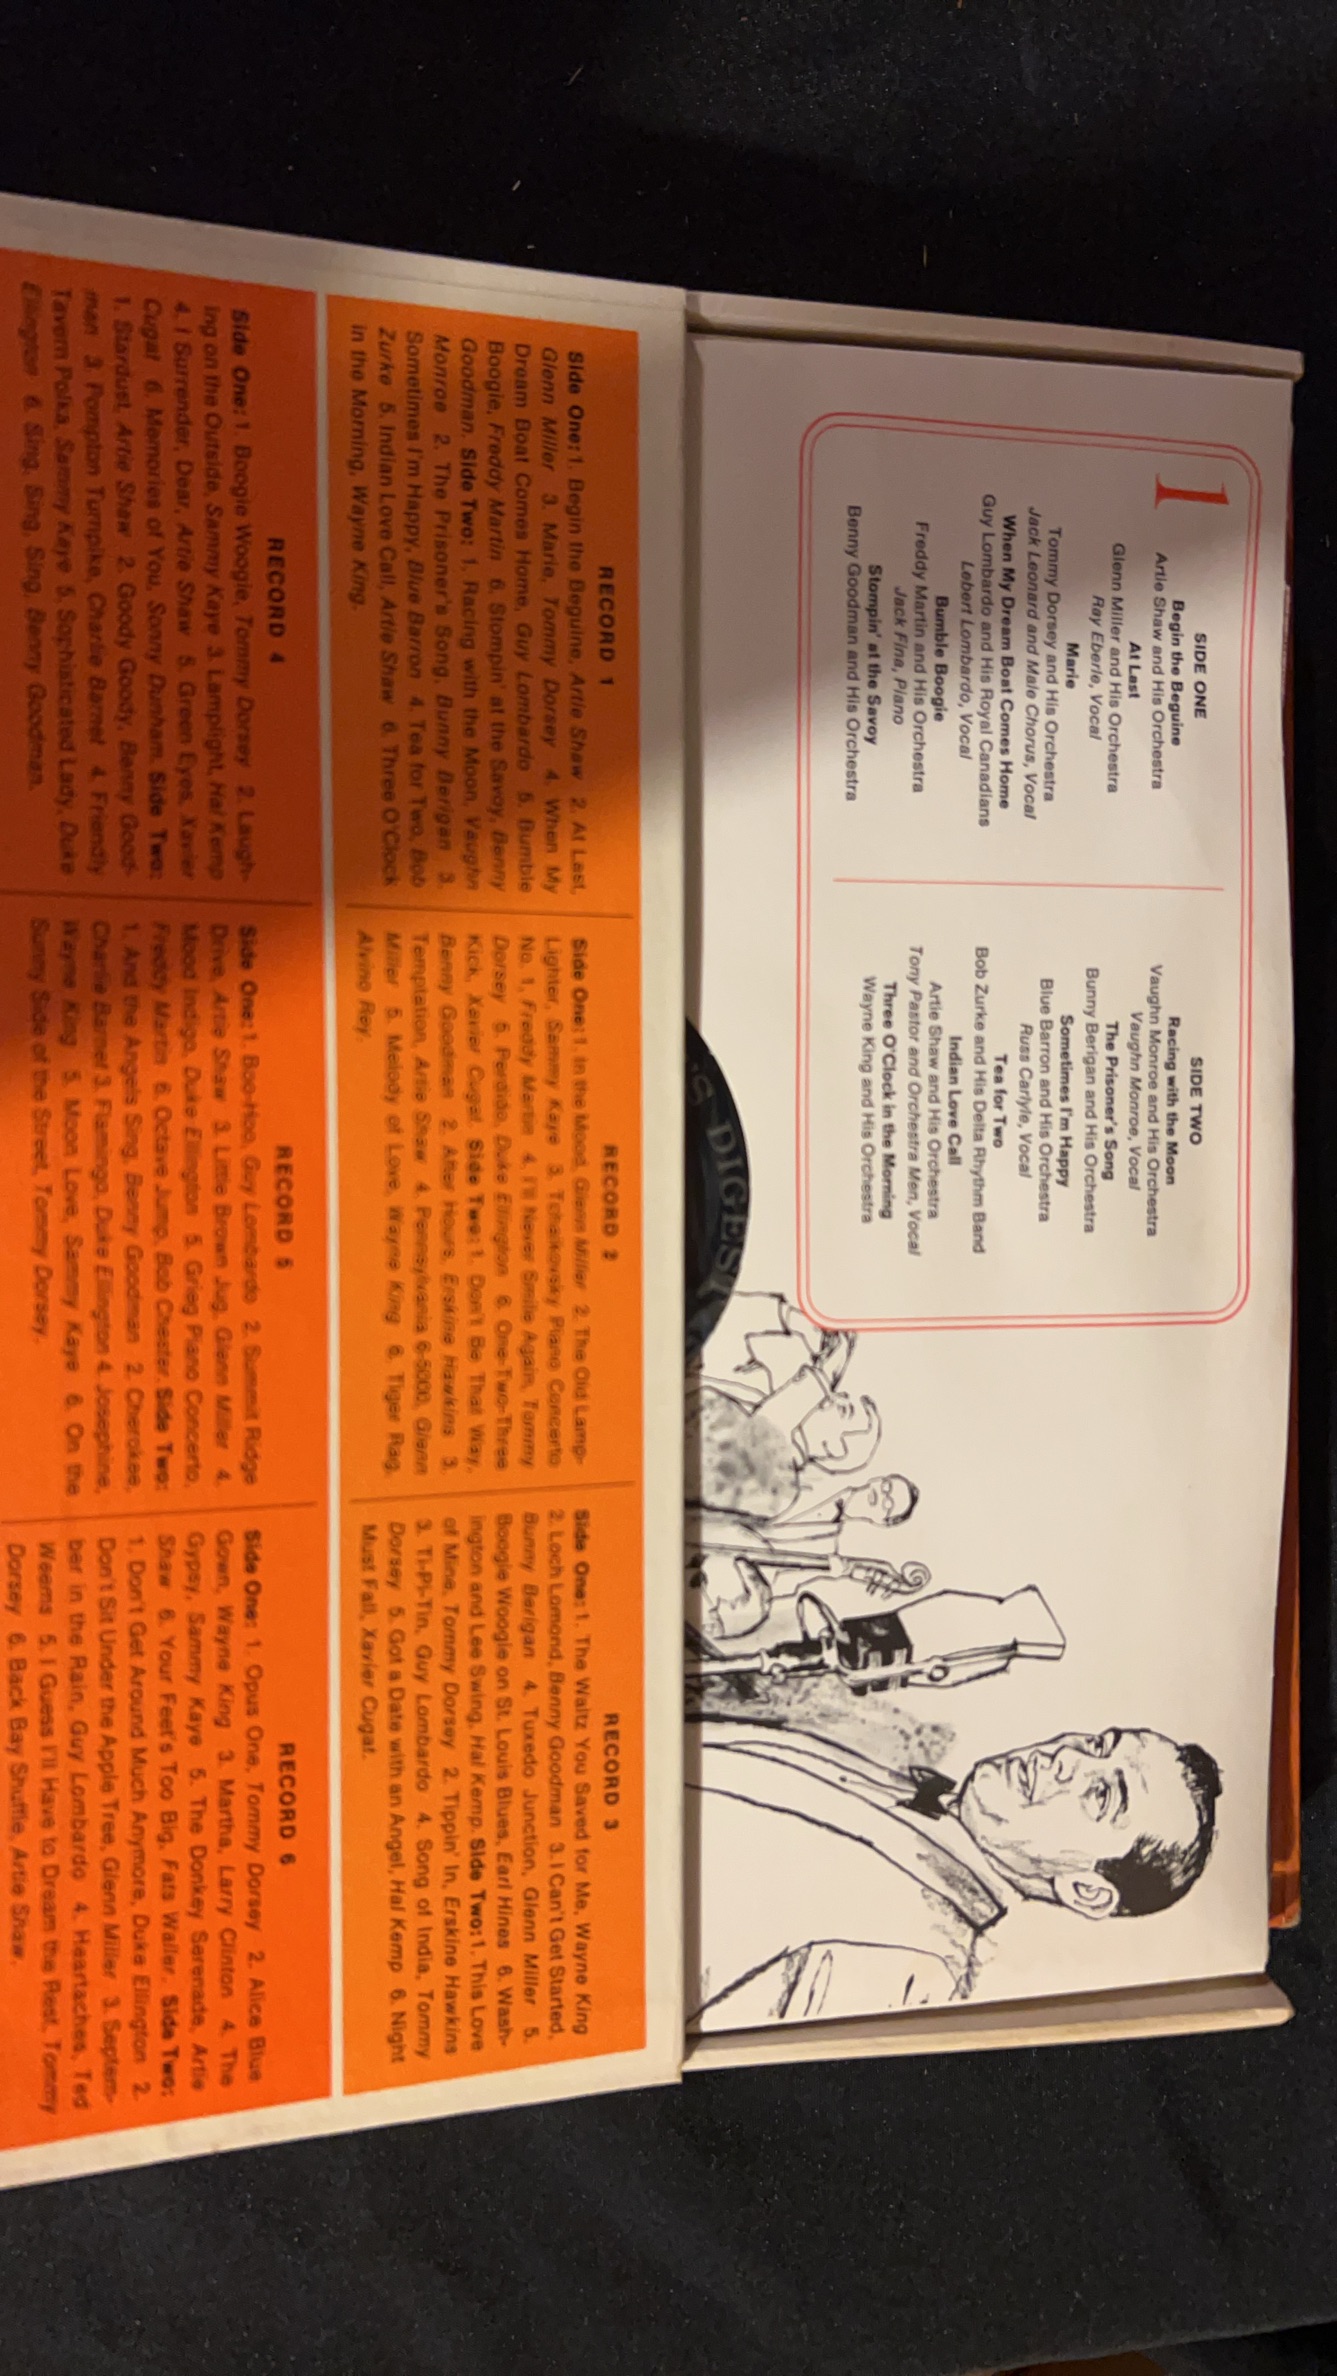 1
SIDE ONE
Begin the Beguine
Artie Shaw and His Orchestra
At Last
Glenn Miller and His Orchestra
Ray Eberle, Vocal
Marie
Tommy Dorsey and His Orchestra
Jack Leonard and Male Chorus, Vocal
When My Dream Boat Comes Home
Guy Lombardo and His Royal Canadians
Lebert Lombardo, Vocal
Bumble Boogie
Freddy Martin and His Orchestra
Jack Fina, Piano
Stompin' at the Savoy
Benny Goodman and His Orchestra
SIDE TWO
Racing with the Moon
Vaughn Monroe and His Orchestra
Vaughn Monroe, Vocal
The Prisoner's Song
Bunny Berigan and His Orchestra
Sometimes I'm Happy
Blue Barron and His Orchestra
Russ Carlyle, Vocal
Tea for Two
Bob Zurke and His Delta Rhythm Band
Indian Love Call
Artie Shaw and His Orchestra
Tony Pastor and Orchestra Men, Vocal
Three O'Clock in the Morning
Wayne King and His Orchestra
'S-DIGEST
RECORD 1
Side One: 1. Begin the Beguine, Artie Shaw 2. At Last,
Glenn Miller 3. Marie, Tommy Dorsey 4. When My
Dream Boat Comes Home, Guy Lombardo 5. Bumble
Boogie, Freddy Martin 6. Stompin' at the Savoy, Benny
Goodman. Side Two: 1. Racing with the Moon, Vaughn
Monroe 2. The Prisoner's Song, Bunny Berigan 3.
Sometimes I'm Happy, Blue Barron 4. Tea for Two, Bob
Zurke 5. Indian Love Call, Artie Shaw 6. Three O'Clock
in the Morning, Wayne King.
RECORD 2
Side One: 1. In the Mood, Glenn Miller 2. The Old Lamp-
Lighter, Sammy Kaye 3. Tchaikovsky Piano Concerto
No. 1, Freddy Martin 4. I'll Never Smile Again, Tommy
Dorsey 5. Perdido, Duke Ellington 6. One-Two-Three
Kick, Xavier Cugat. Side Two: 1. Don't Be That Way,
Benny Goodman 2. After Hours, Erskine Hawkins 3.
Temptation, Artie Shaw 4. Pennsylvania 6-5000, Glenn
Miller 5. Melody of Love, Wayne King 6. Tiger Rag,
Alvino Rey.
RECORD 3
Side One: 1. The Waltz You Saved for Me, Wayne King
2. Loch Lomond, Benny Goodman 3. I Can't Get Started,
Bunny Berigan 4. Tuxedo Junction, Glenn Miller 5.
Boogie Woogie on St. Louis Blues, Earl Hines 6. Wash-
ington and Lee Swing, Hal Kemp. Side Two: 1. This Love
of Mine, Tommy Dorsey 2. Tippin' In, Erskine Hawkins
3. Ti-Pi-Tin, Guy Lombardo 4. Song of India, Tommy
Dorsey 5. Got a Date with an Angel, Hal Kemp 6. Night
Must Fall, Xavier Cugat.
RECORD 4
Side One: 1. Boogie Woogie, Tommy Dorsey 2. Laugh-
ing on the Outside, Sammy Kaye 3. Lamplight, Hal Kemp
4. I Surrender, Dear, Artie Shaw 5. Green Eyes, Xavier
Cugat 6. Memories of You, Sonny Dunham. Side Two:
1. Stardust, Artie Shaw 2. Goody Goody, Benny Good-
man 3. Pompton Turnpike, Charlie Barnet 4. Friendly
Tavern Polka, Sammy Kaye 5. Sophisticated Lady, Duke
Ellington 6. Sing, Sing, Sing, Benny Goodman.
RECORD 5
Side One: 1. Boo-Hoo, Guy Lombardo 2. Summit Ridge
Drive, Artie Shaw 3. Little Brown Jug, Glenn Miller 4.
Mood Indigo, Duke Ellington 5. Grieg Piano Concerto,
Freddy Martin 6. Octave Jump, Bob Chester. Side Two:
1. And the Angels Sing, Benny Goodman 2. Cherokee,
Charlie Barnet 3. Flamingo, Duke Ellington 4. Josephine,
Wayne King 5. Moon Love, Sammy Kaye 6. On the
Sunny Side of the Street, Tommy Dorsey.
RECORD 6
Side One: 1. Opus One, Tommy Dorsey 2. Alice Blue
Gown, Wayne King 3. Martha, Larry Clinton 4. The
Gypsy, Sammy Kaye 5. The Donkey Serenade, Artie
Shaw 6. Your Feet's Too Big, Fats Waller. Side Two:
1. Don't Get Around Much Anymore, Duke Ellington 2.
Don't Sit Under the Apple Tree, Glenn Miller 3. Septem-
ber in the Rain, Guy Lombardo 4. Heartaches, Ted
Weems 5. I Guess I'll Have to Dream the Rest, Tommy
Dorsey 6. Back Bay Shuffle, Artie Shaw.